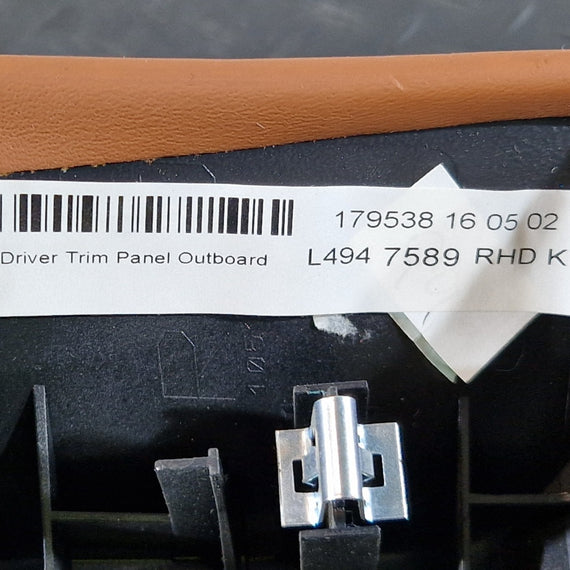 179538 16 05 02
Driver Trim Panel Outboard
L494 7589 RHD K